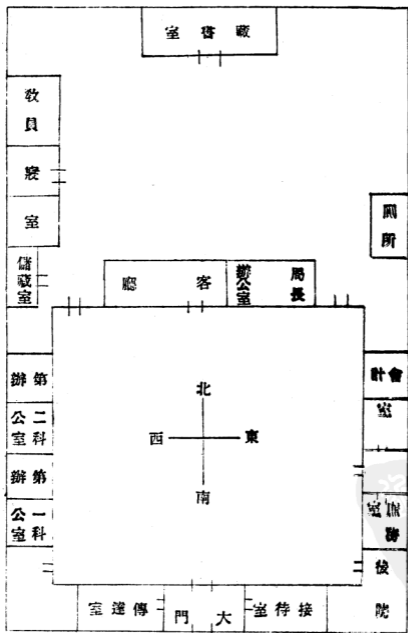 藏書室
教員
寢
室
廁所
儲藏室
客廳
局長
辦公室
第二科
辦公室
第一科
辦公室
北
西
東
南
會計
室
室
後
院
傳達室
大門
接待室